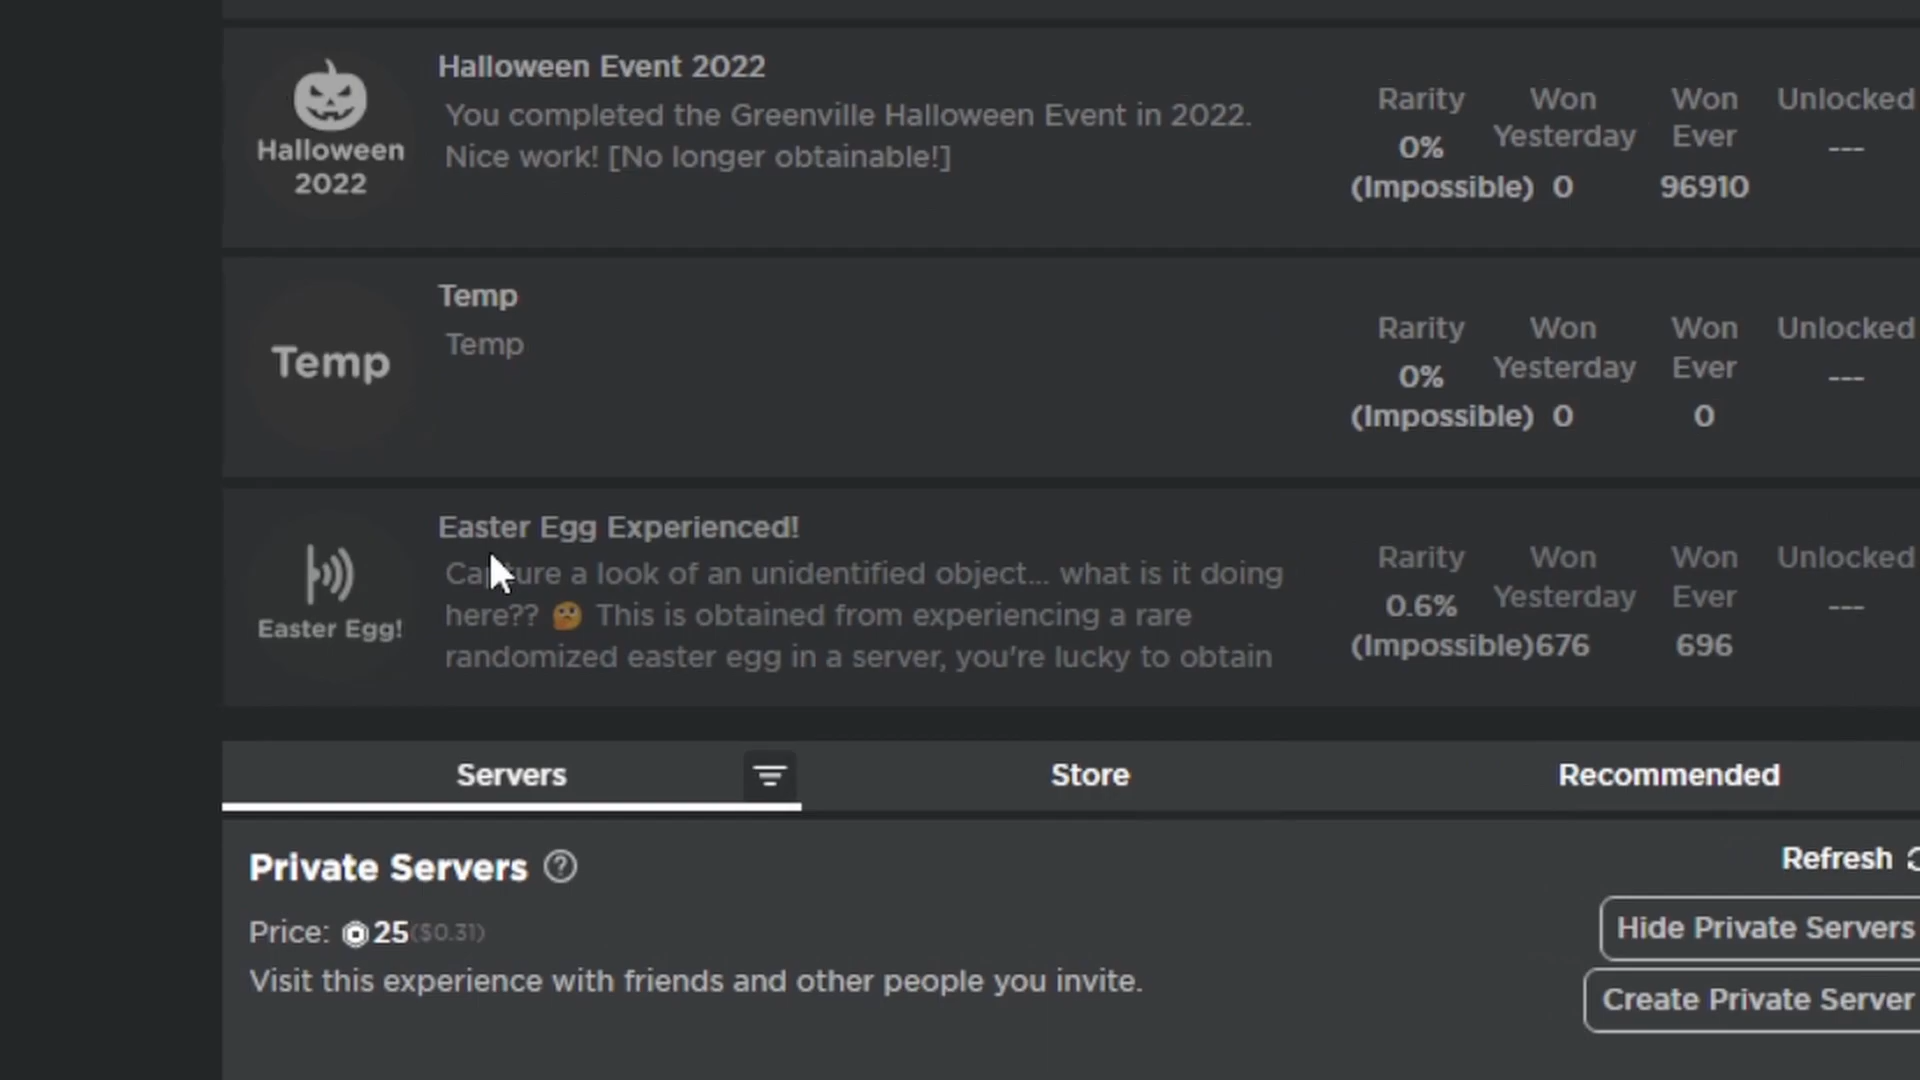 Halloween
2022
Halloween Event 2022
You completed the Greenville Halloween Event in 2022.
Nice work! [No longer obtainable!]
Rarity
0%
(Impossible)
Won
Yesterday
0
Won
Ever
96910
Unlocked
---
Temp
Temp
Temp
Rarity
0%
(Impossible)
Won
Yesterday
0
Won
Ever
0
Unlocked
---
Easter Egg!
Easter Egg Experienced!
Capture a look of an unidentified object... what is it doing
here?? 🤔 This is obtained from experiencing a rare
randomized easter egg in a server, you're lucky to obtain
Rarity
0.6%
(Impossible)
Won
Yesterday
676
Won
Ever
696
Unlocked
---
Servers
Store
Recommended
Private Servers ?
Refresh
Price: 25 ($0.31)
Hide Private Servers
Visit this experience with friends and other people you invite.
Create Private Server